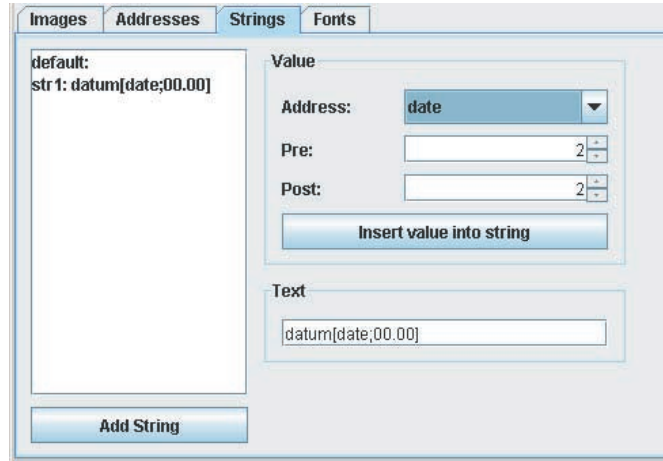 Images Addresses Strings Fonts
default:
str1: datum[date;00.00]
Value
Address: date
Pre: 2
Post: 2
Insert value into string
Text
datum[date;00.00]
Add String